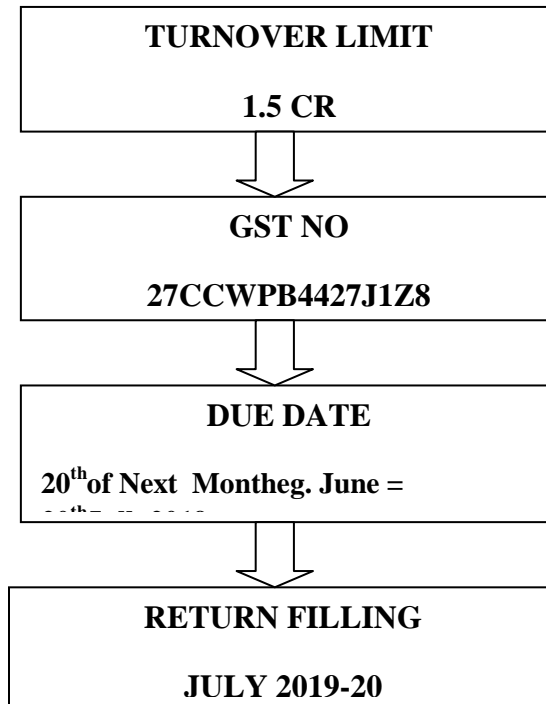 TURNOVER LIMIT
1.5 CR
GST NO
27CCWPB4427J1Z8
DUE DATE
20thof Next Montheg. June =
RETURN FILLING
JULY 2019-20